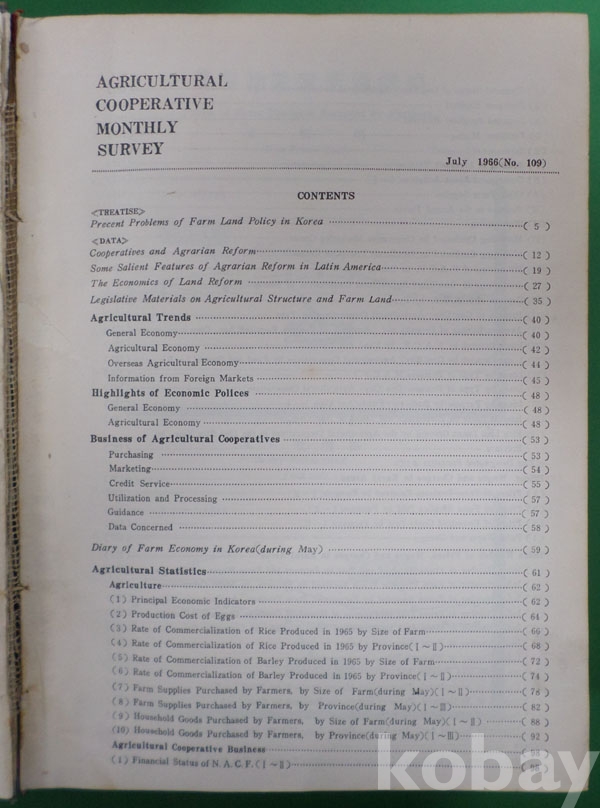 AGRICULTURAL
COOPERATIVE
MONTHLY
SURVEY
July 1966(No. 109)
CONTENTS
<TREATISE>
Precent Problems of Farm Land Policy in Korea ( 5 )
<DATA>
Cooperatives and Agrarian Reform ( 12 )
Some Salient Features of Agrarian Reform in Latin America ( 19 )
The Economics of Land Reform ( 27 )
Legislative Materials on Agricultural Structure and Farm Land ( 35 )
Agricultural Trends ( 40 )
General Economy ( 40 )
Agricultural Economy ( 42 )
Overseas Agricultural Economy ( 44 )
Information from Foreign Markets ( 45 )
Highlights of Economic Polices ( 48 )
General Economy ( 48 )
Agricultural Economy ( 48 )
Business of Agricultural Cooperatives ( 53 )
Purchasing ( 53 )
Marketing ( 54 )
Credit Service ( 55 )
Utilization and Processing ( 57 )
Guidance ( 57 )
Data Concerned ( 58 )
Diary of Farm Economy in Korea(during May) ( 59 )
Agricultural Statistics ( 61 )
Agriculture ( 62 )
(1) Principal Economic Indicators ( 62 )
(2) Production Cost of Eggs ( 64 )
(3) Rate of Commercialization of Rice Produced in 1965 by Size of Farm ( 66 )
(4) Rate of Commercialization of Rice Produced in 1965 by Province(Ⅰ~Ⅱ) ( 68 )
(5) Rate of Commercialization of Barley Produced in 1965 by Size of Farm ( 72 )
(6) Rate of Commercialization of Barley Produced in 1965 by Province(Ⅰ~Ⅱ) ( 74 )
(7) Farm Supplies Purchased by Farmers, by Size of Farm(during May)(Ⅰ~Ⅱ) ( 78 )
(8) Farm Supplies Purchased by Farmers, by Province(during May)(Ⅰ~Ⅲ) ( 82 )
(9) Household Goods Purchased by Farmers, by Size of Farm(during May)(Ⅰ~Ⅱ) ( 88 )
(10) Household Goods Purchased by Farmers, by Province(during May)(Ⅰ~Ⅲ) ( 92 )
Agricultural Cooperative Business
(1) Financial Status of N.A.C.F.(Ⅰ~Ⅱ)
kobay